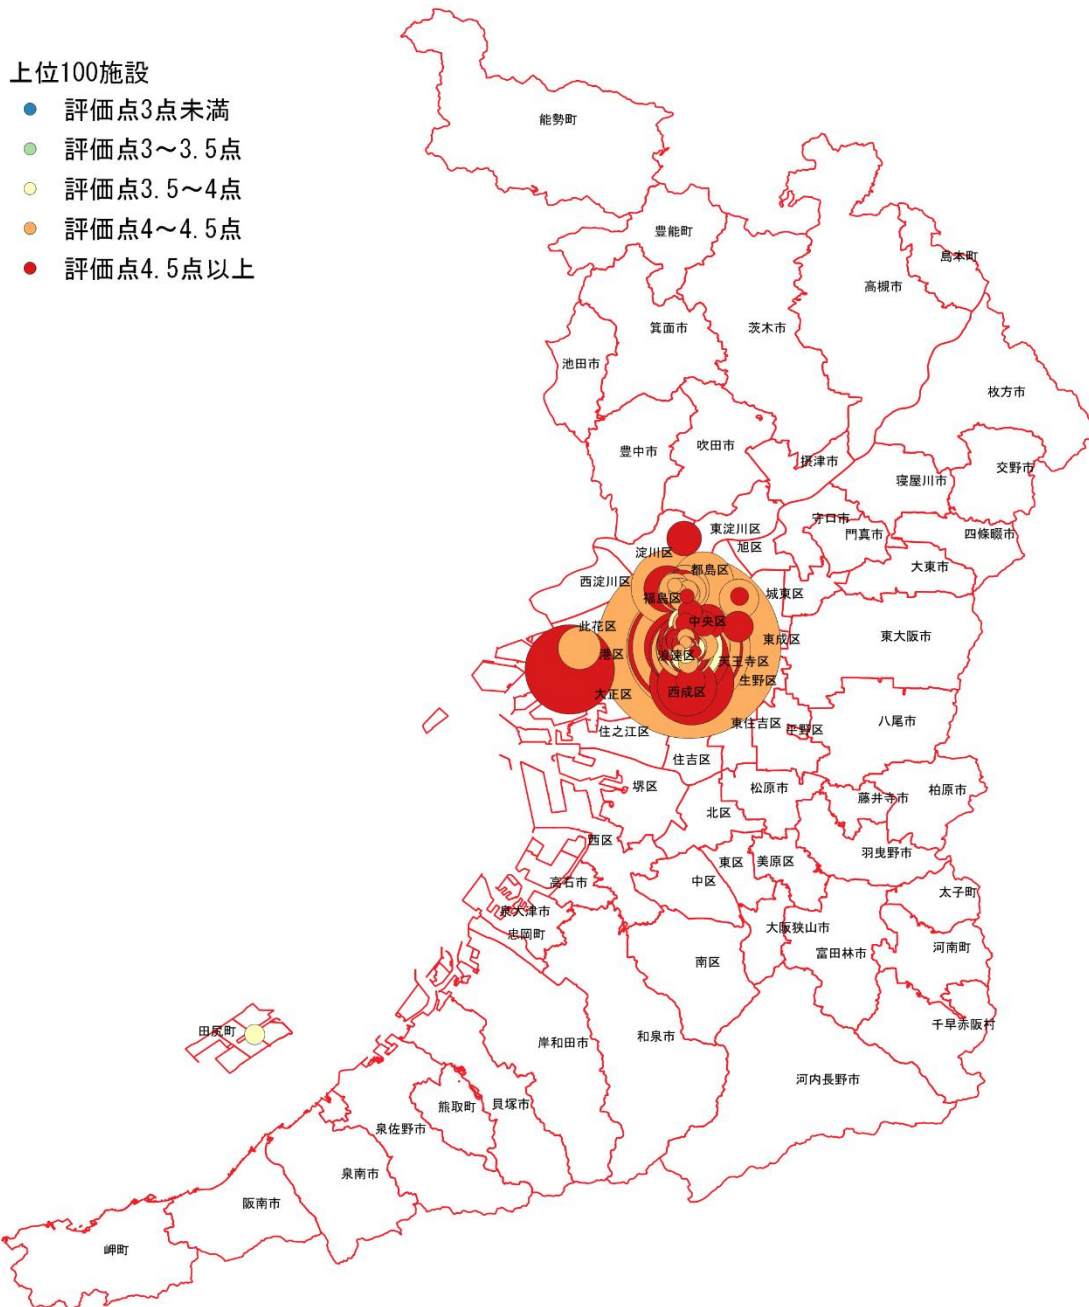 上位100施設
評価点3点未満
評価点3～3.5点
評価点3.5～4点
評価点4～4.5点
評価点4.5点以上
能勢町
豊能町
島本町
高槻市
箕面市
茨木市
池田市
枚方市
豊中市
吹田市
摂津市
交野市
寝屋川市
守口市
東淀川区
門真市
四條畷市
旭区
淀川区
大東市
都島区
西淀川区
城東区
福島区
中央区
此花区
東成区
東大阪市
港区
浪速区
天王寺区
生野区
大正区
西成区
東住吉区
八尾市
住之江区
平野区
住吉区
堺区
松原市
柏原市
藤井寺市
北区
西区
羽曳野市
東区
美原区
高石市
中区
太子町
泉大津市
大阪狭山市
忠岡町
河南町
富田林市
南区
千早赤阪村
田尻町
和泉市
岸和田市
河内長野市
貝塚市
熊取町
泉佐野市
泉南市
阪南市
岬町